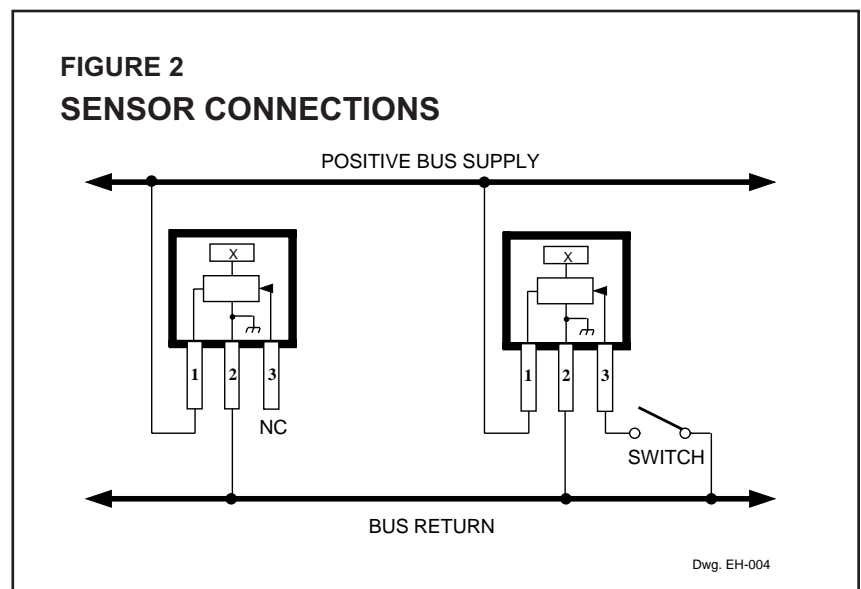 FIGURE 2
SENSOR CONNECTIONS
POSITIVE BUS SUPPLY
X
X
1 2 3
1 2 3
NC
SWITCH
BUS RETURN
Dwg. EH-004